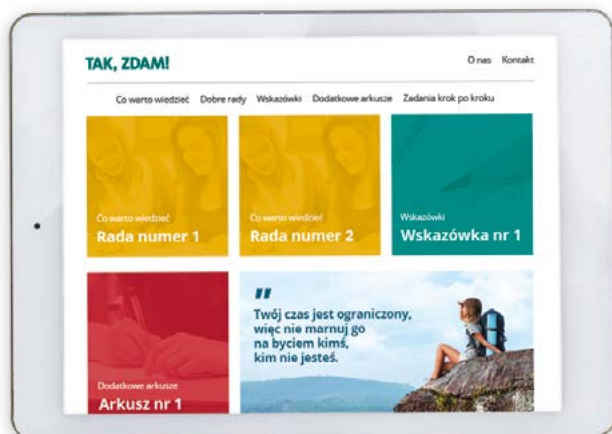 TAK, ZDAM!
O nas Kontakt
Co warto wiedzieć Dobre rady Wskazówki Dodatkowe arkusze Zadania krok po kroku
Co warto wiedzieć
Rada numer 1
Co warto wiedzieć
Rada numer 2
Wskazówki
Wskazówka nr 1
Dodatkowe arkusze
Arkusz nr 1
"
Twój czas jest ograniczony,
więc nie marnuj go
na byciem kimś,
kim nie jesteś.